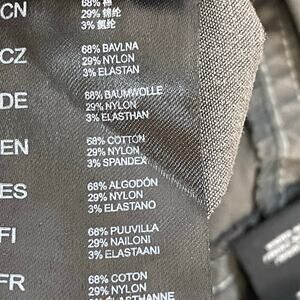 CN 68% 棉
29% 锦纶
3% 氨纶
CZ 68% BAVLNA
29% NYLON
3% ELASTAN
DE 68% BAUMWOLLE
29% NYLON
3% ELASTHAN
EN 68% COTTON
29% NYLON
3% SPANDEX
ES 68% ALGODÓN
29% NYLON
3% ELASTANO
FI 68% PUUVILLA
29% NAILONI
3% ELASTAANI
FR 68% COTON
29% NYLON
3% ELASTHANNE